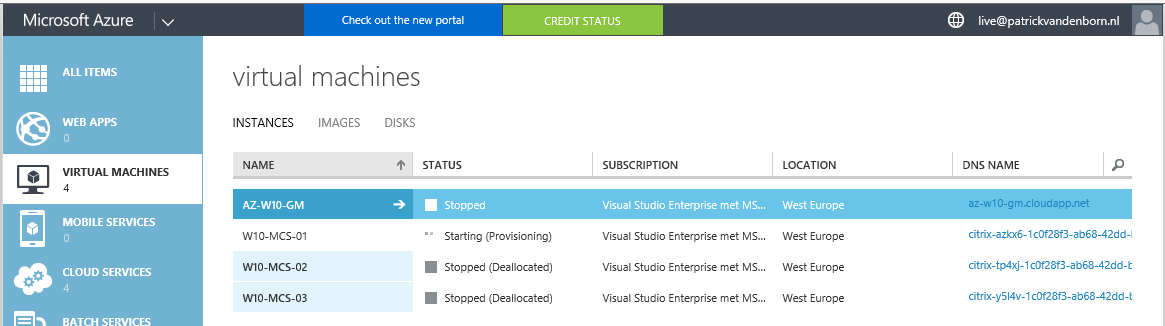 Microsoft Azure
Check out the new portal
CREDIT STATUS
live@patrickvandenborn.nl
ALL ITEMS
WEB APPS
0
VIRTUAL MACHINES
4
MOBILE SERVICES
0
CLOUD SERVICES
4
BATCH SERVICES
virtual machines
INSTANCES IMAGES DISKS
NAME STATUS SUBSCRIPTION LOCATION DNS NAME
AZ-W10-GM Stopped Visual Studio Enterprise met MS... West Europe az-w10-gm.cloudapp.net
W10-MCS-01 Starting (Provisioning) Visual Studio Enterprise met MS... West Europe citrix-azkx6-1c0f28f3-ab68-42dd-
W10-MCS-02 Stopped (Deallocated) Visual Studio Enterprise met MS... West Europe citrix-tp4xj-1c0f28f3-ab68-42dd-b
W10-MCS-03 Stopped (Deallocated) Visual Studio Enterprise met MS... West Europe citrix-y5l4v-1c0f28f3-ab68-42dd-b